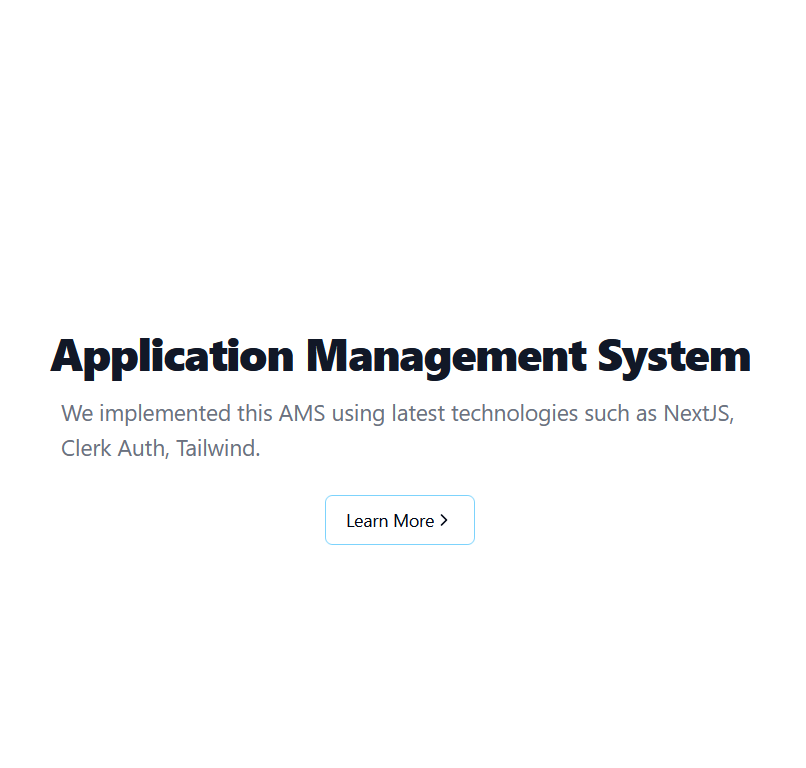 Application Management System
We implemented this AMS using latest technologies such as NextJS,
Clerk Auth, Tailwind.
Learn More